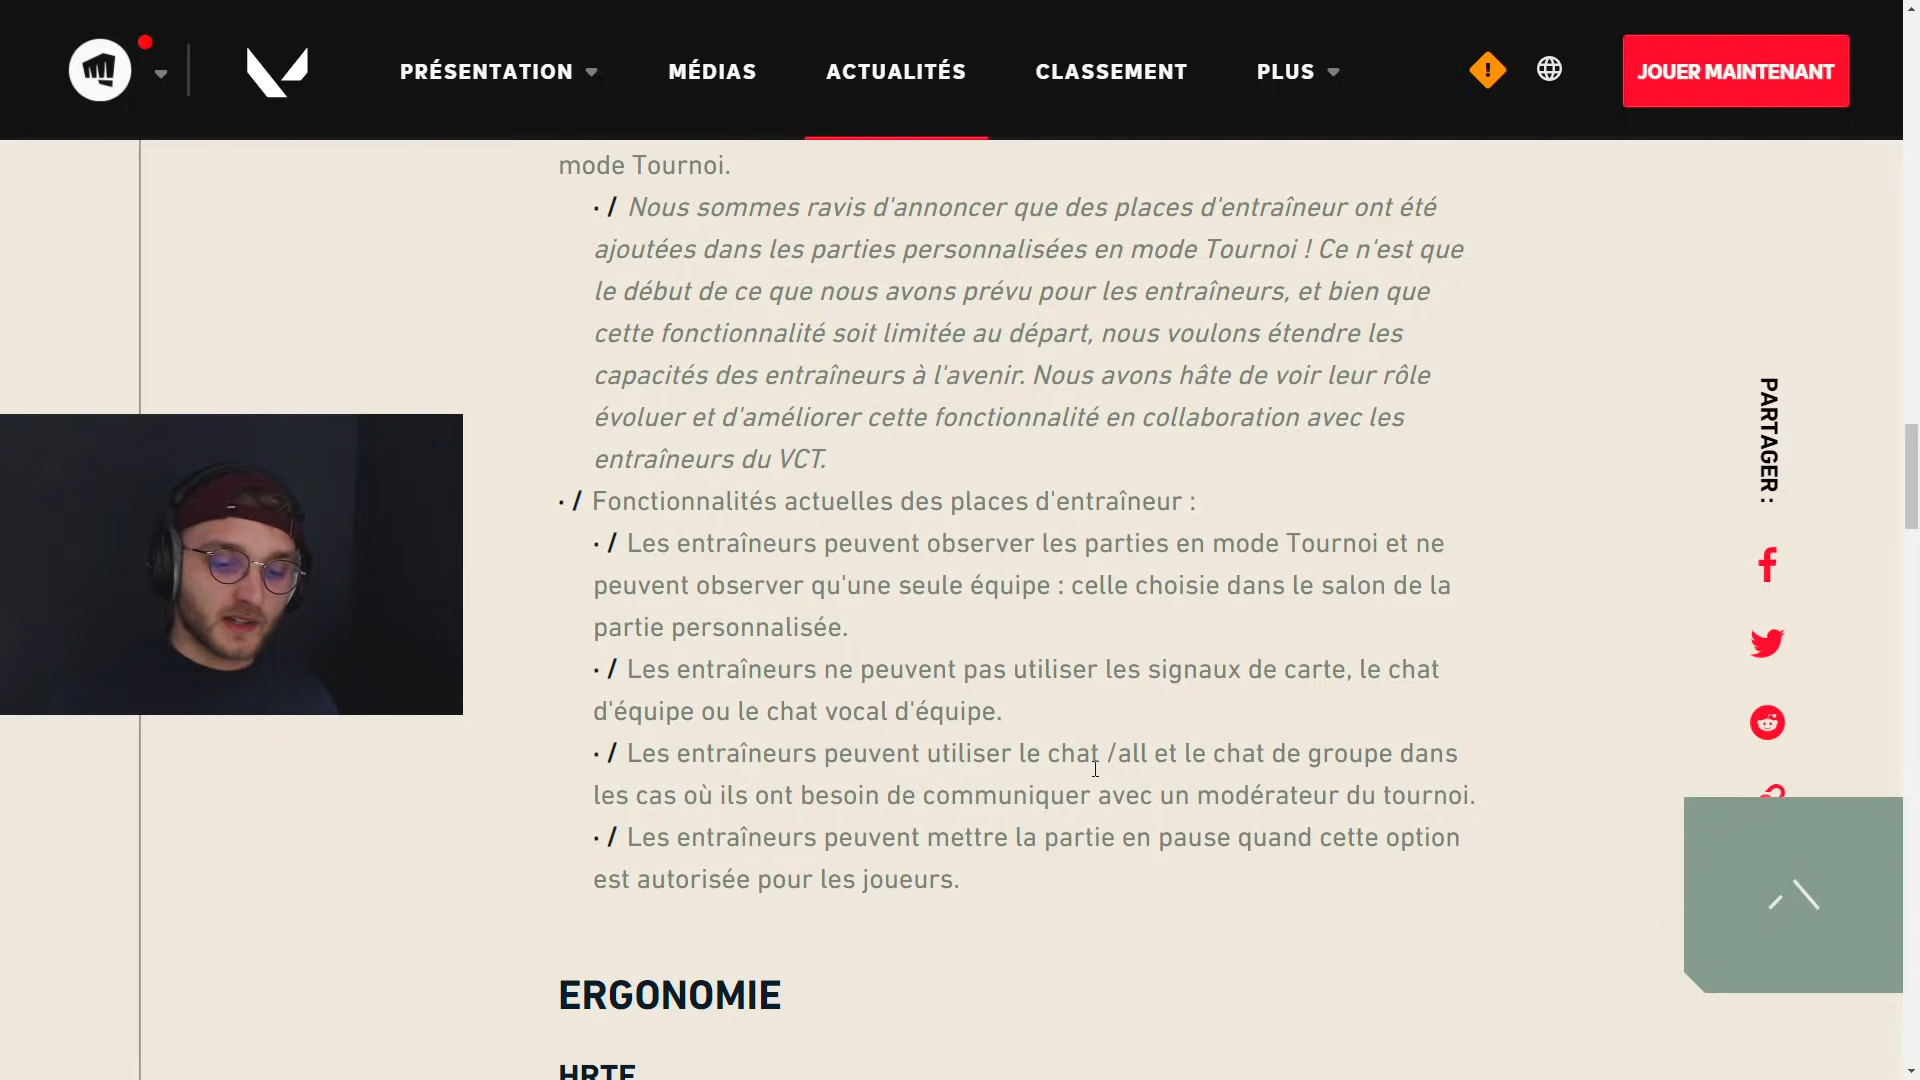 PRÉSENTATION
MÉDIAS
ACTUALITÉS
CLASSEMENT
PLUS
JOUER MAINTENANT
mode Tournoi.
· / Nous sommes ravis d'annoncer que des places d'entraîneur ont été
ajoutées dans les parties personnalisées en mode Tournoi ! Ce n'est que
le début de ce que nous avons prévu pour les entraîneurs, et bien que
cette fonctionnalité soit limitée au départ, nous voulons étendre les
capacités des entraîneurs à l'avenir. Nous avons hâte de voir leur rôle
évoluer et d'améliorer cette fonctionnalité en collaboration avec les
entraîneurs du VCT.
· / Fonctionnalités actuelles des places d'entraîneur :
· / Les entraîneurs peuvent observer les parties en mode Tournoi et ne
peuvent observer qu'une seule équipe : celle choisie dans le salon de la
partie personnalisée.
· / Les entraîneurs ne peuvent pas utiliser les signaux de carte, le chat
d'équipe ou le chat vocal d'équipe.
· / Les entraîneurs peuvent utiliser le chat /all et le chat de groupe dans
les cas où ils ont besoin de communiquer avec un modérateur du tournoi.
· / Les entraîneurs peuvent mettre la partie en pause quand cette option
est autorisée pour les joueurs.
ERGONOMIE
HRTF
PARTAGER :